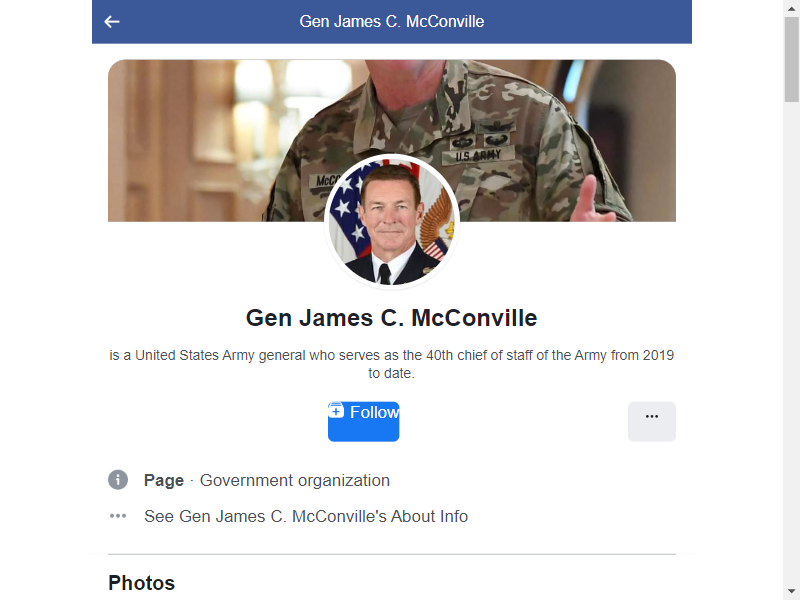 Gen James C. McConville
McCO
U.S. ARMY
Gen James C. McConville
is a United States Army general who serves as the 40th chief of staff of the Army from 2019
to date.
Follow
...
Page · Government organization
See Gen James C. McConville's About Info
Photos